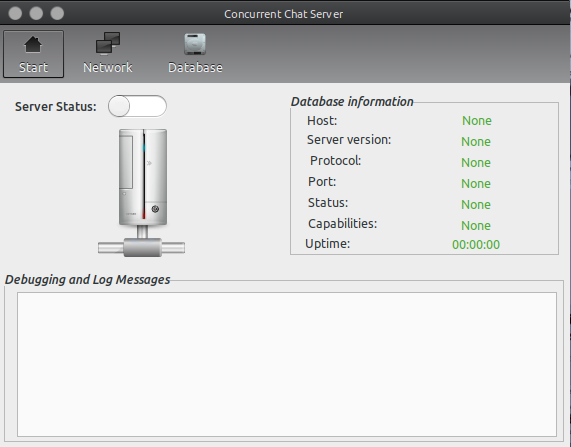 Concurrent Chat Server
Start Network Database
Server Status:
Database information
Host: None
Server version: None
Protocol: None
Port: None
Status: None
Capabilities: None
Uptime: 00:00:00
Debugging and Log Messages